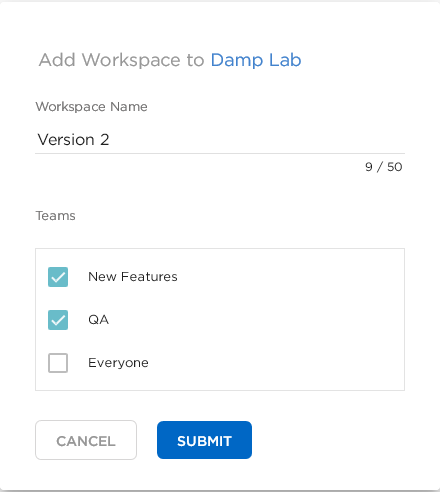 Add Workspace to Damp Lab
Workspace Name
Version 2
9 / 50
Teams
New Features
QA
Everyone
CANCEL SUBMIT